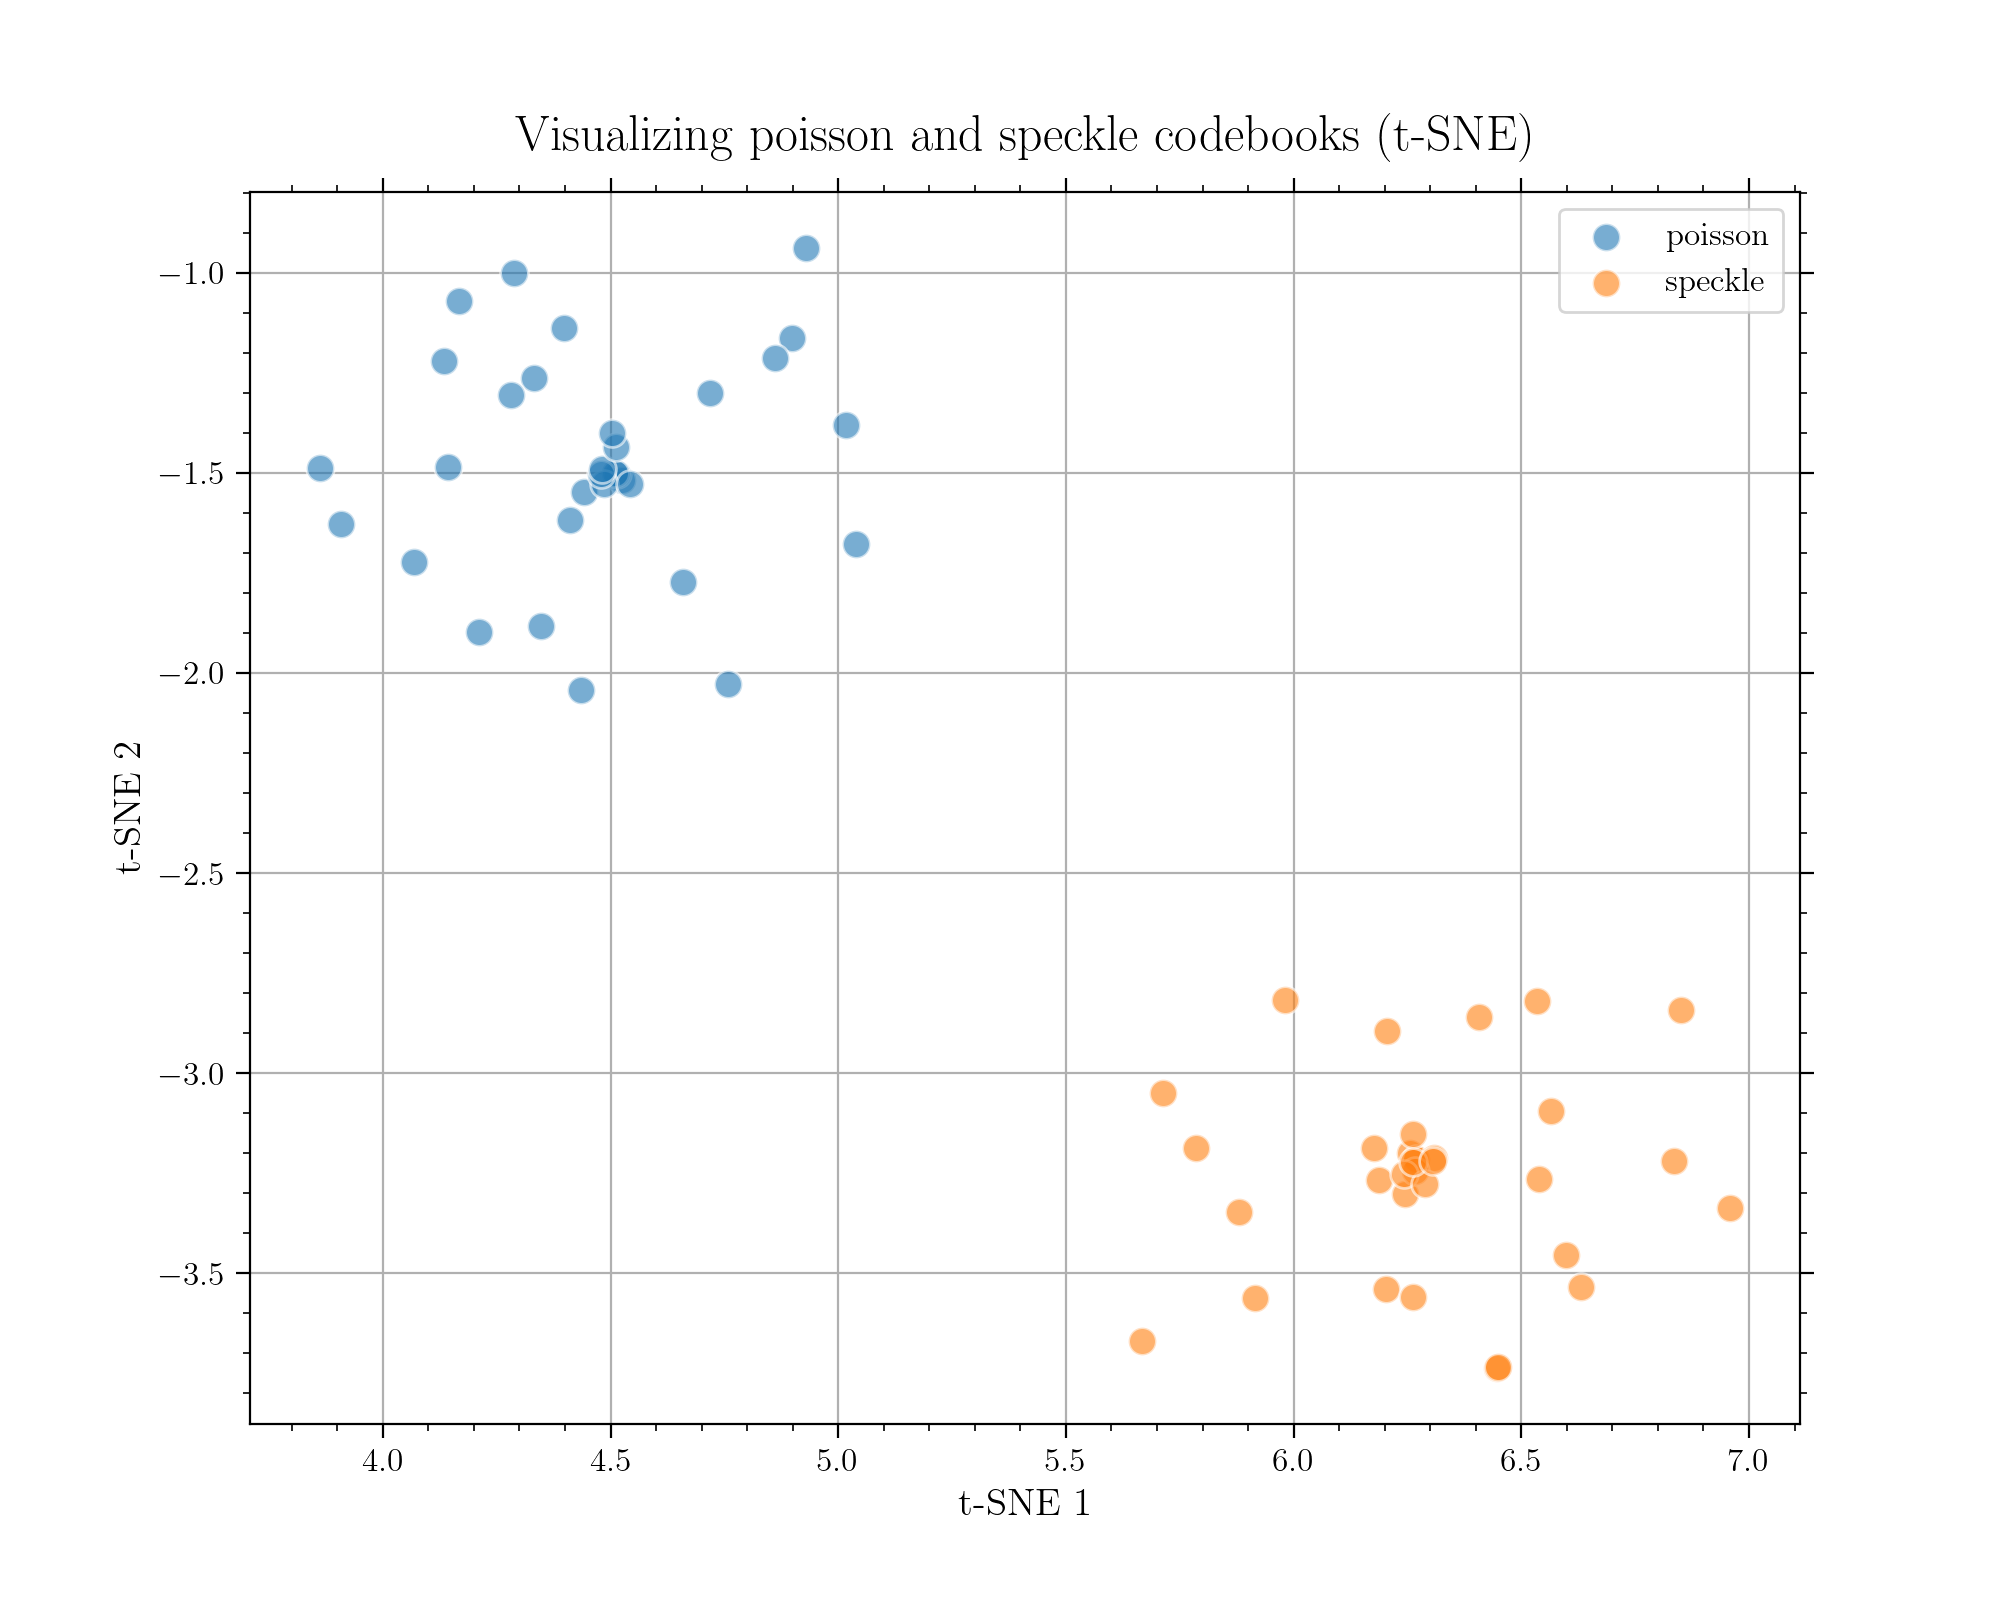 Visualizing poisson and speckle codebooks (t-SNE)
poisson
speckle
−1.0
−1.5
−2.0
−2.5
−3.0
−3.5
t-SNE 2
4.0 4.5 5.0 5.5 6.0 6.5 7.0
t-SNE 1